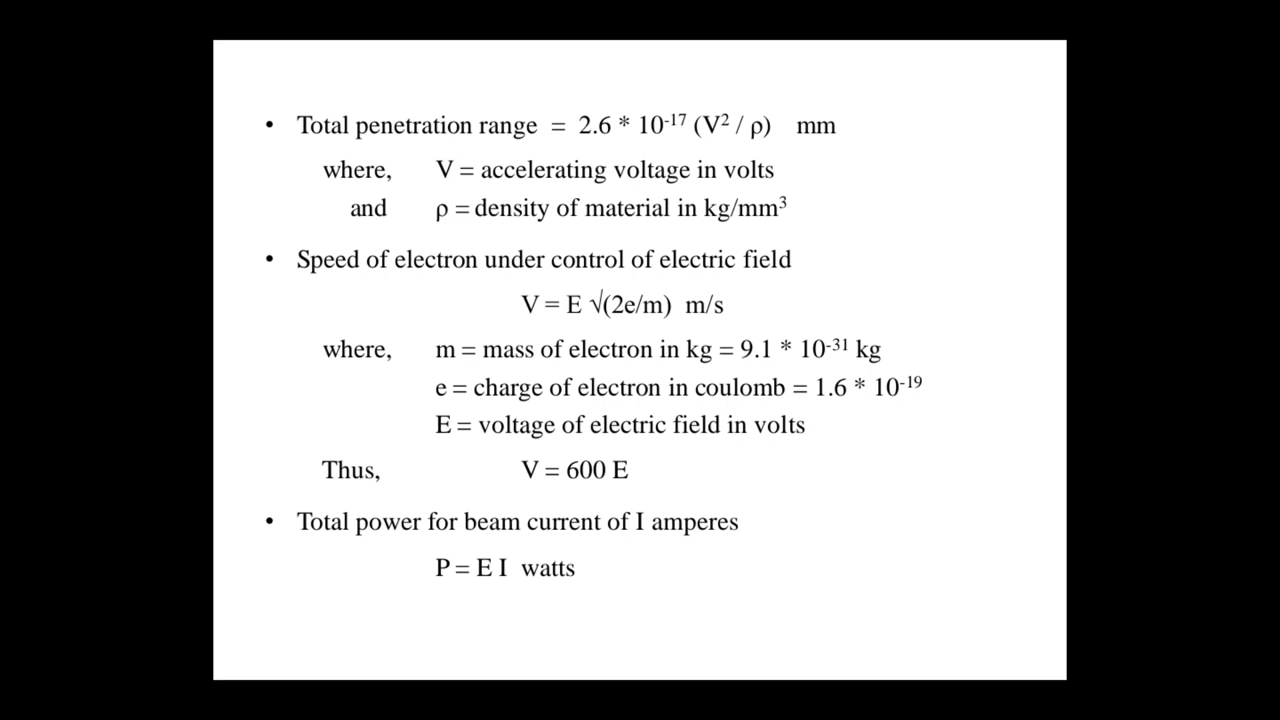 • Total penetration range = 2.6 * 10⁻¹⁷ (V² / ρ) mm
where, V = accelerating voltage in volts
and ρ = density of material in kg/mm³
• Speed of electron under control of electric field
V = E √(2e/m) m/s
where, m = mass of electron in kg = 9.1 * 10⁻³¹ kg
e = charge of electron in coulomb = 1.6 * 10⁻¹⁹
E = voltage of electric field in volts
Thus, V = 600 E
• Total power for beam current of I amperes
P = E I watts